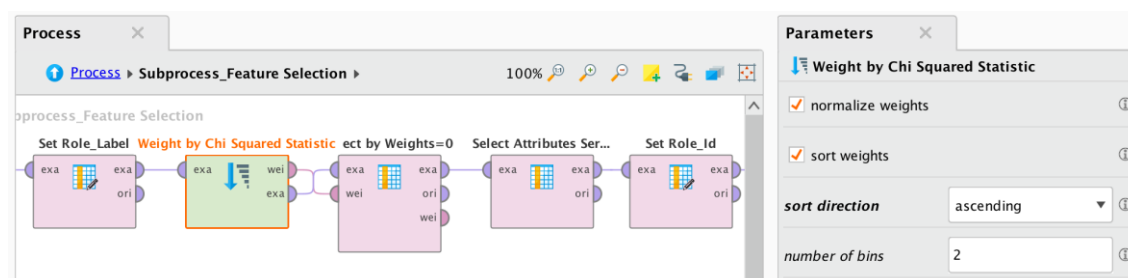 Process
Process ▸ Subprocess_Feature Selection ▸
100%
process_Feature Selection
Set Role_Label
Weight by Chi Squared Statistic
ect by Weights=0
Select Attributes Ser...
Set Role_Id
exa exa
ori
exa wei
exa
exa exa
wei ori
wei
exa exa
ori
exa exa
ori
Parameters
Weight by Chi Squared Statistic
normalize weights
sort weights
sort direction ascending
number of bins 2